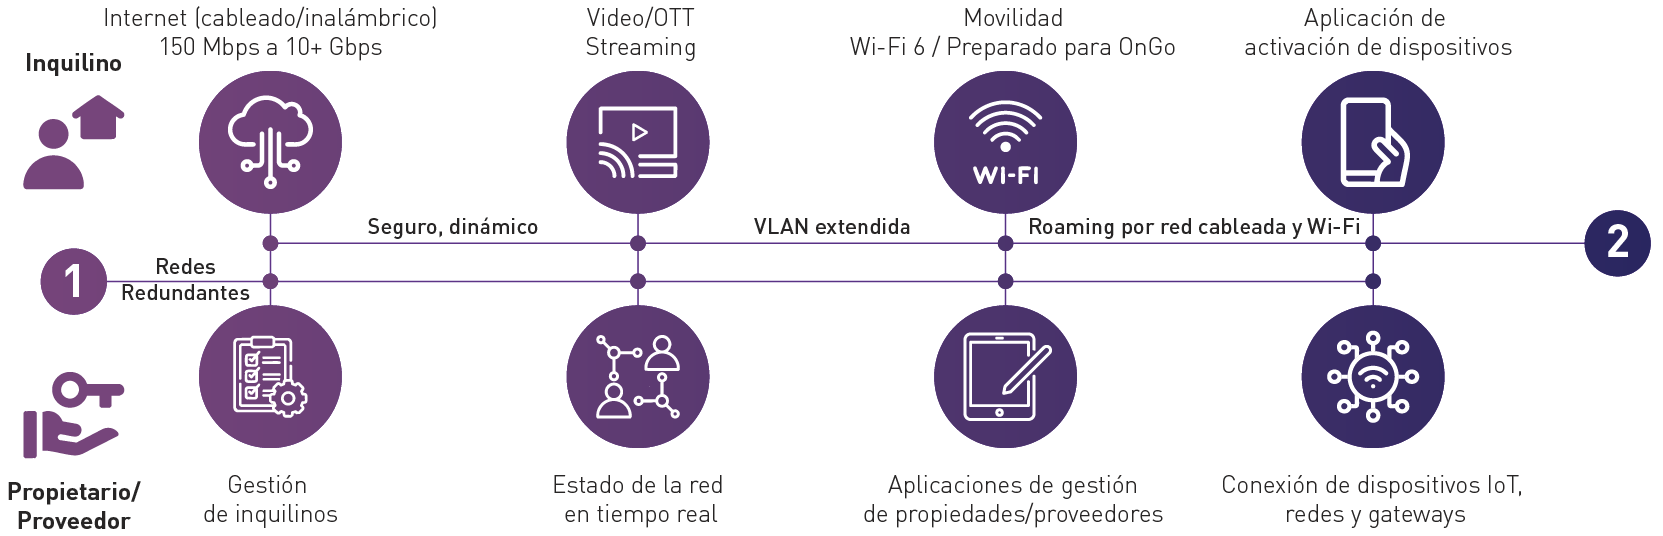 Internet (cableado/inalámbrico)
150 Mbps a 10+ Gbps
Video/OTT
Streaming
Movilidad
Wi-Fi 6 / Preparado para OnGo
Aplicación de
activación de dispositivos
Inquilino
WI-FI
Seguro, dinámico
VLAN extendida
Roaming por red cableada y Wi-Fi
2
1
Redes
Redundantes
Propietario/
Proveedor
Gestión
de inquilinos
Estado de la red
en tiempo real
Aplicaciones de gestión
de propiedades/proveedores
Conexión de dispositivos IoT,
redes y gateways